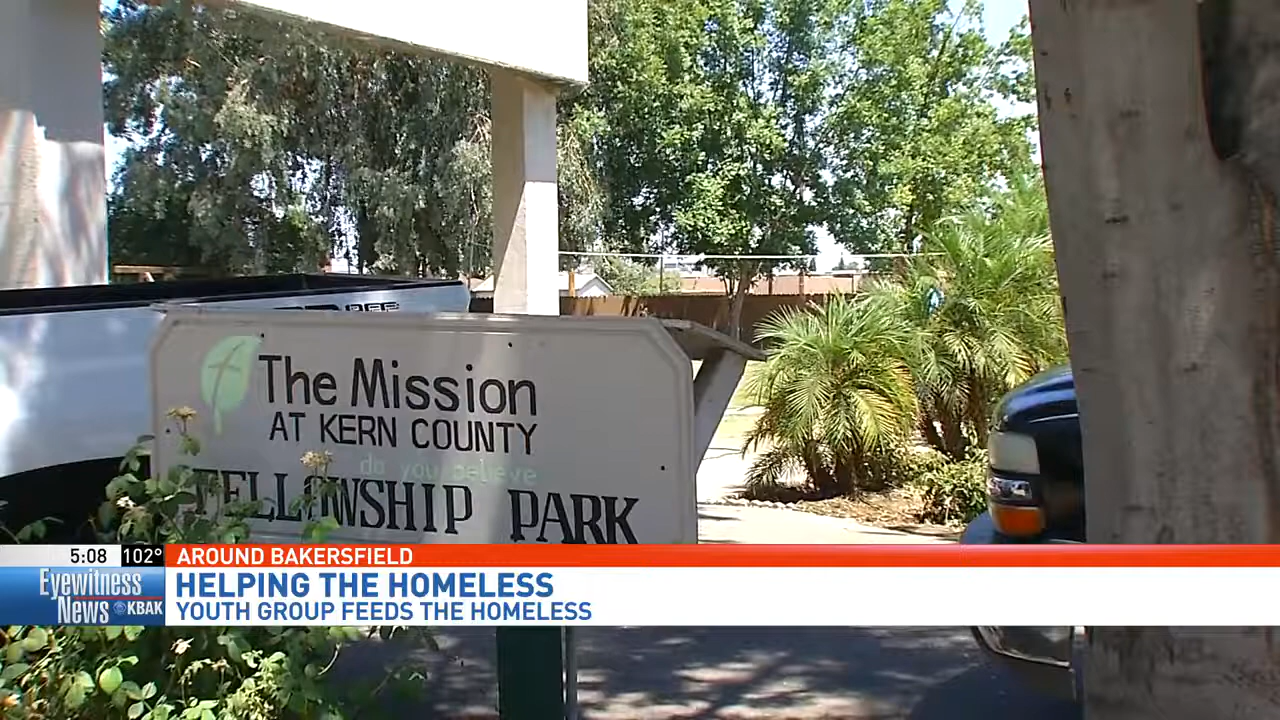 The Mission
AT KERN COUNTY
do you believe
FELLOWSHIP PARK
5:08 102° AROUND BAKERSFIELD
Eyewitness News KBAK
HELPING THE HOMELESS
YOUTH GROUP FEEDS THE HOMELESS